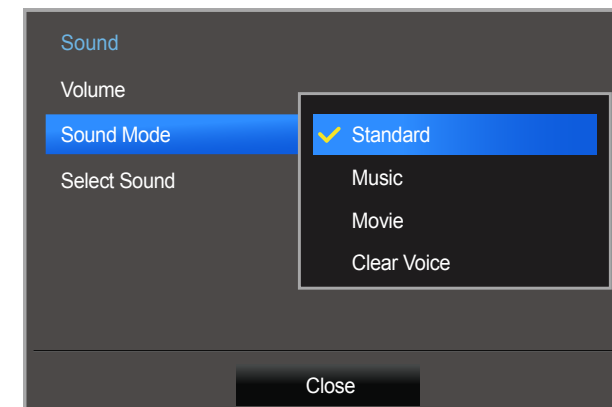 Sound
Volume
Sound Mode
Select Sound
Standard
Music
Movie
Clear Voice
Close